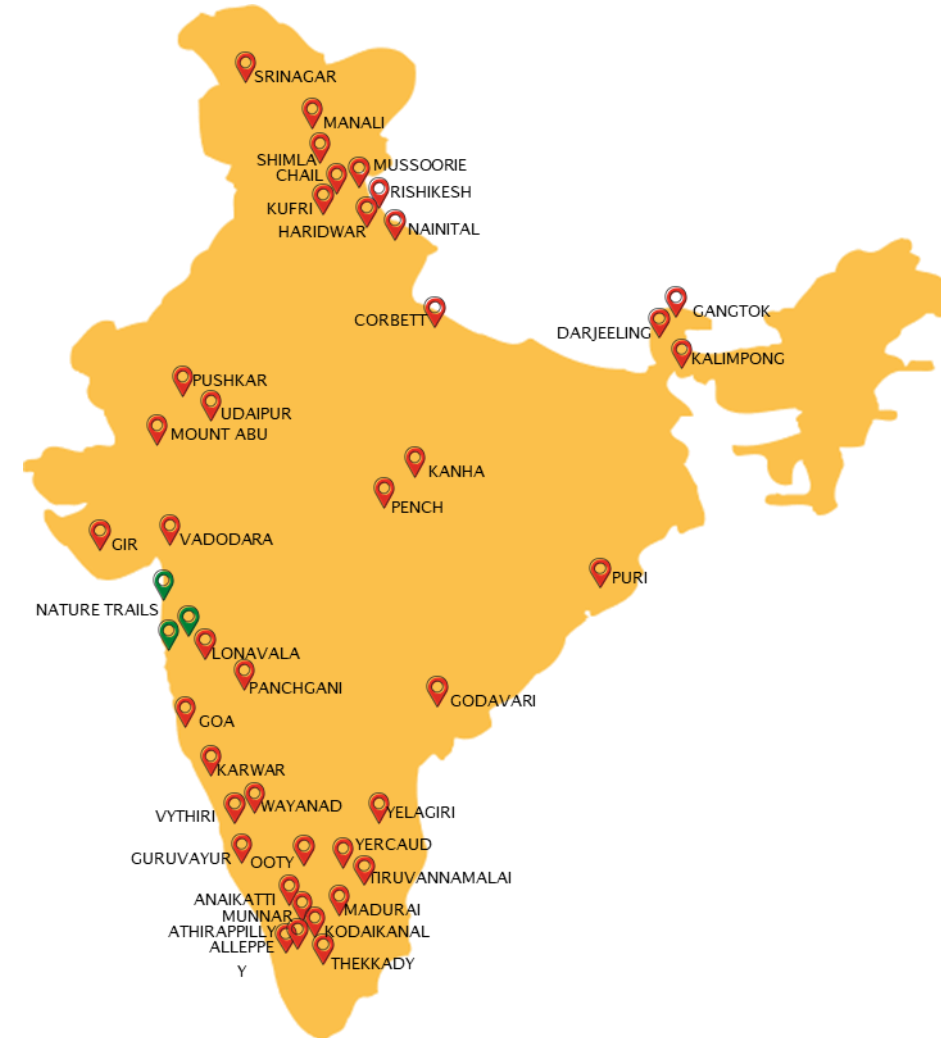 SRINAGAR
MANALI
SHIMLA
MUSSOORIE
CHAIL
RISHIKESH
KUFRI
HARIDWAR
NAINITAL
GANGTOK
CORBETT
DARJEELING
KALIMPONG
PUSHKAR
UDAIPUR
MOUNT ABU
KANHA
PENCH
GIR
VADODARA
PURI
NATURE TRAILS
LONAVALA
PANCHGANI
GODAVARI
GOA
KARWAR
WAYANAD
VYTHIRI
YELAGIRI
YERCAUD
GURUVAYUR
OOTY
TIRUVANNAMALAI
ANAIKATTI
MADURAI
MUNNAR
ATHIRAPPILLY
KODAIKANAL
ALLEPPE
Y
THEKKADY